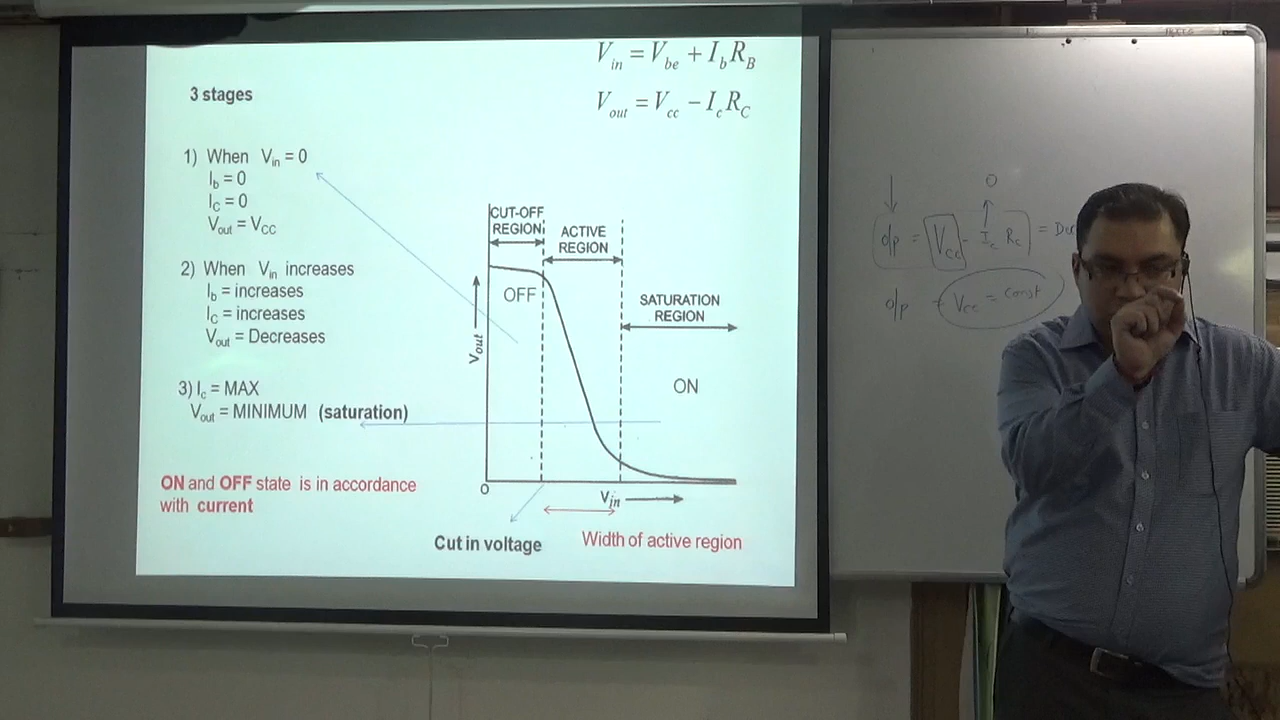 V_in = V_be + I_b R_B
V_out = V_cc − I_c R_C
3 stages
1) When V_in = 0
I_b = 0
I_C = 0
V_out = V_CC
2) When V_in increases
I_b = increases
I_C = increases
V_out = Decreases
3) I_c = MAX
V_out = MINIMUM (saturation)
ON and OFF state is in accordance
with current
CUT-OFF
REGION
ACTIVE
REGION
SATURATION
REGION
OFF
ON
V_out
0
V_in
Cut in voltage
Width of active region
0
o/p = V_cc - I_c R_c =
o/p = V_cc = const